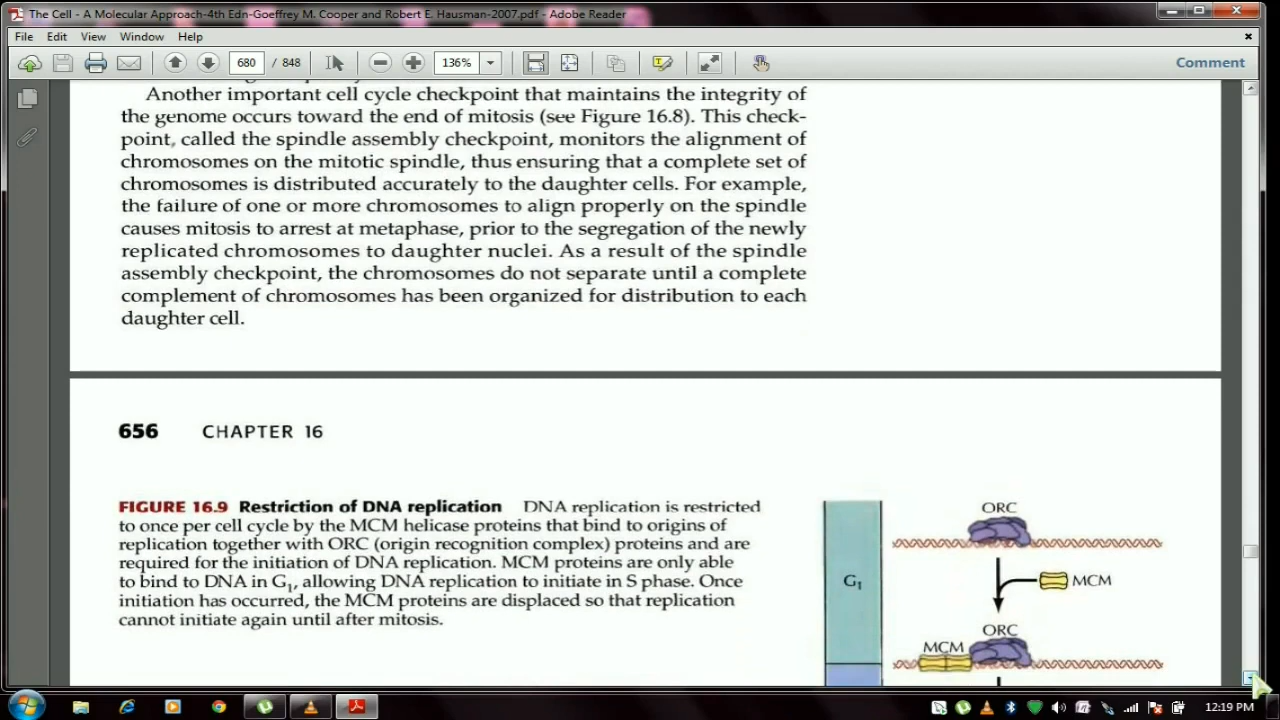 The Cell - A Molecular Approach-4th Edn-Goeffrey M. Cooper and Robert E. Hausman-2007.pdf - Adobe Reader
File Edit View Window Help
680 / 848 136% Comment
Another important cell cycle checkpoint that maintains the integrity of
the genome occurs toward the end of mitosis (see Figure 16.8). This check-
point, called the spindle assembly checkpoint, monitors the alignment of
chromosomes on the mitotic spindle, thus ensuring that a complete set of
chromosomes is distributed accurately to the daughter cells. For example,
the failure of one or more chromosomes to align properly on the spindle
causes mitosis to arrest at metaphase, prior to the segregation of the newly
replicated chromosomes to daughter nuclei. As a result of the spindle
assembly checkpoint, the chromosomes do not separate until a complete
complement of chromosomes has been organized for distribution to each
daughter cell.
656 CHAPTER 16
FIGURE 16.9 Restriction of DNA replication DNA replication is restricted
to once per cell cycle by the MCM helicase proteins that bind to origins of
replication together with ORC (origin recognition complex) proteins and are
required for the initiation of DNA replication. MCM proteins are only able
to bind to DNA in G1, allowing DNA replication to initiate in S phase. Once
initiation has occurred, the MCM proteins are displaced so that replication
cannot initiate again until after mitosis.
ORC
G1
MCM
ORC
MCM
12:19 PM